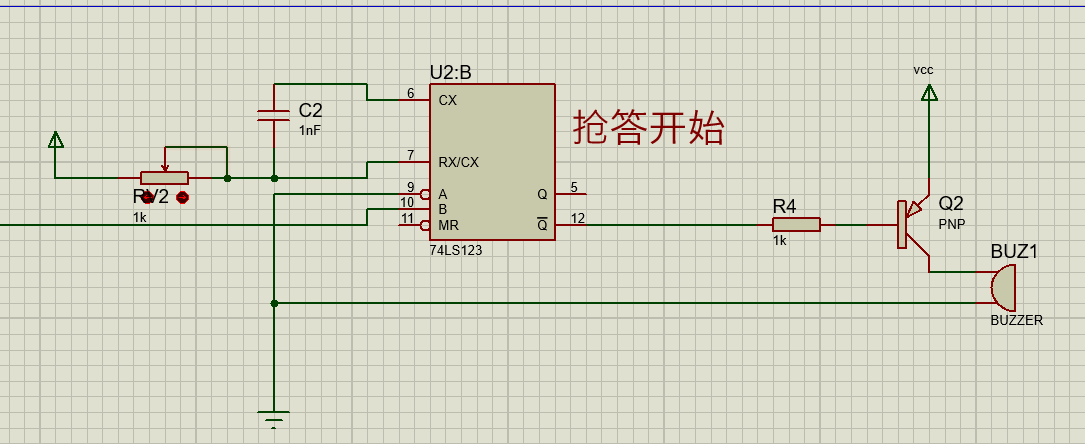 U2:B
vcc
6
CX
C2
1nF
抢答开始
7
RX/CX
9
A
Q
5
RV2
10
B
1k
11
MR
Q
12
R4
Q2
PNP
1k
74LS123
BUZ1
BUZZER